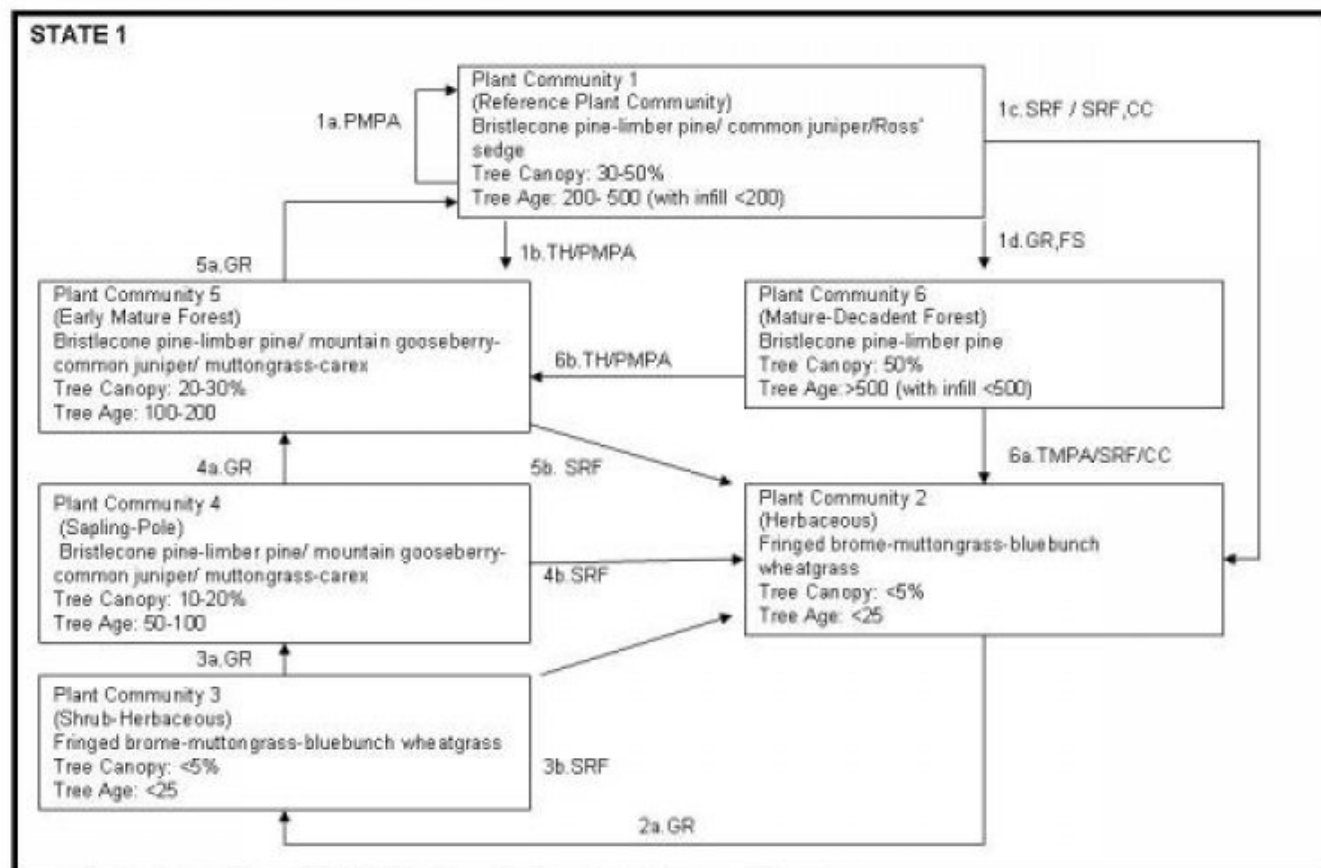 STATE 1
Plant Community 1
(Reference Plant Community)
Bristlecone pine-limber pine/ common juniper/Ross'
sedge
Tree Canopy: 30-50%
Tree Age: 200- 500 (with infill <200)
1a.PMPA
1c.SRF / SRF,CC
1b.TH/PMPA
1d.GR,FS
5a.GR
Plant Community 5
(Early Mature Forest)
Bristlecone pine-limber pine/ mountain gooseberry-
common juniper/ muttongrass-carex
Tree Canopy: 20-30%
Tree Age: 100-200
6b.TH/PMPA
Plant Community 6
(Mature-Decadent Forest)
Bristlecone pine-limber pine
Tree Canopy: 50%
Tree Age:>500 (with infill <500)
4a.GR
5b. SRF
6a.TMPA/SRF/CC
Plant Community 4
(Sapling-Pole)
Bristlecone pine-limber pine/ mountain gooseberry-
common juniper/ muttongrass-carex
Tree Canopy: 10-20%
Tree Age: 50-100
4b.SRF
Plant Community 2
(Herbaceous)
Fringed brome-muttongrass-bluebunch
wheatgrass
Tree Canopy: <5%
Tree Age: <25
3a.GR
Plant Community 3
(Shrub-Herbaceous)
Fringed brome-muttongrass-bluebunch wheatgrass
Tree Canopy: <5%
Tree Age: <25
3b.SRF
2a.GR